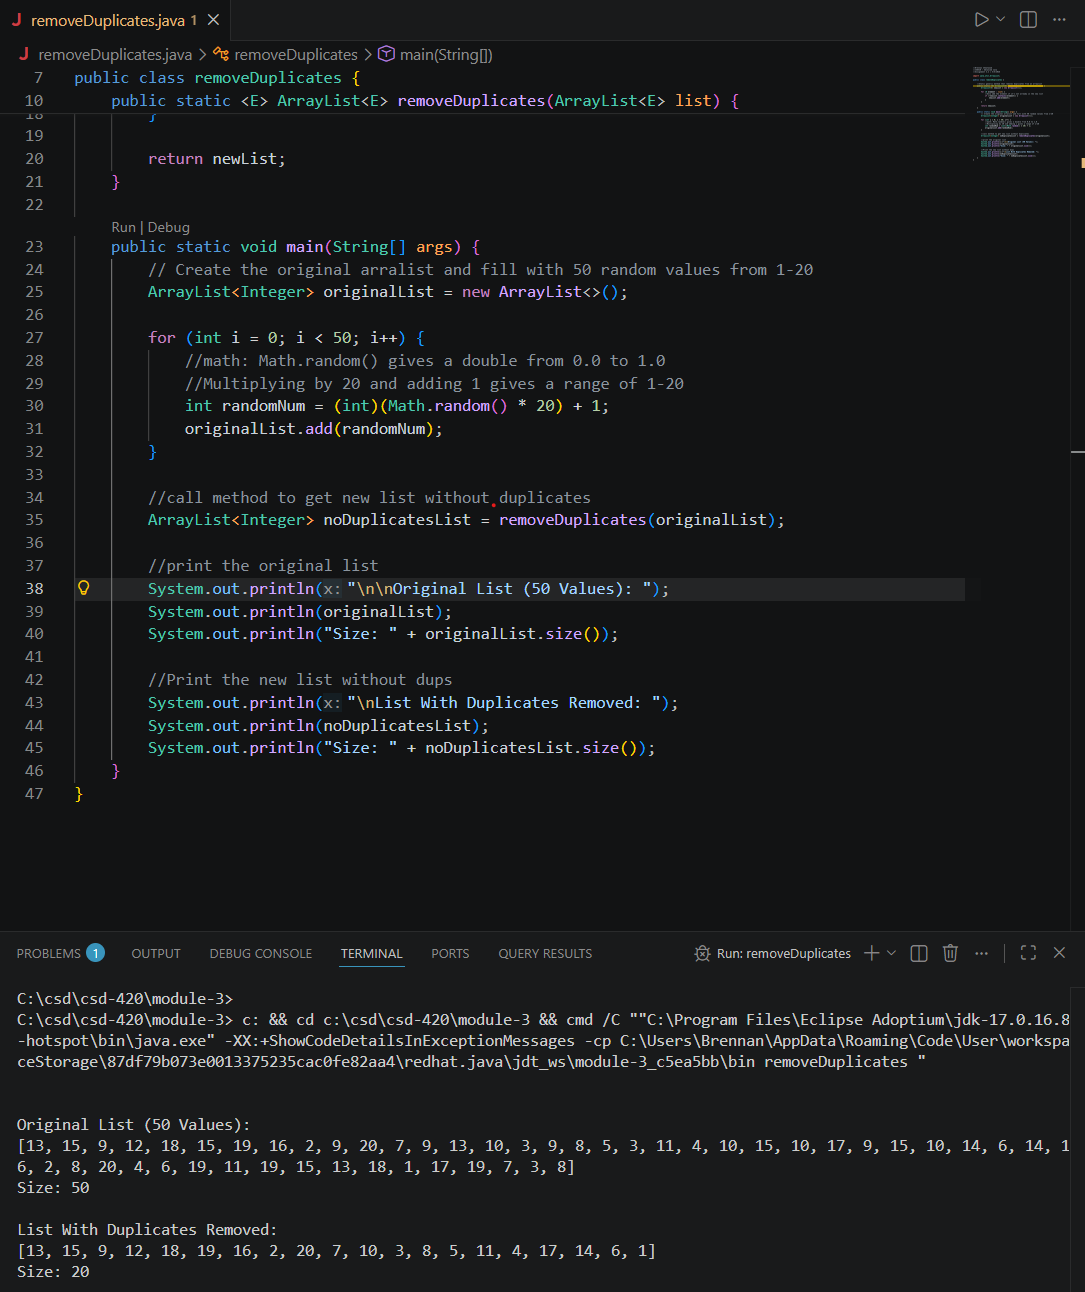 J removeDuplicates.java 1
J removeDuplicates.java > removeDuplicates > main(String[])
7 public class removeDuplicates {
10 public static <E> ArrayList<E> removeDuplicates(ArrayList<E> list) {
18 }
19
20 return newList;
21 }
22
Run | Debug
23 public static void main(String[] args) {
24 // Create the original arralist and fill with 50 random values from 1-20
25 ArrayList<Integer> originalList = new ArrayList<>();
26
27 for (int i = 0; i < 50; i++) {
28 //math: Math.random() gives a double from 0.0 to 1.0
29 //Multiplying by 20 and adding 1 gives a range of 1-20
30 int randomNum = (int)(Math.random() * 20) + 1;
31 originalList.add(randomNum);
32 }
33
34 //call method to get new list without duplicates
35 ArrayList<Integer> noDuplicatesList = removeDuplicates(originalList);
36
37 //print the original list
38 System.out.println(x: "\n\nOriginal List (50 Values): ");
39 System.out.println(originalList);
40 System.out.println("Size: " + originalList.size());
41
42 //Print the new list without dups
43 System.out.println(x: "\nList With Duplicates Removed: ");
44 System.out.println(noDuplicatesList);
45 System.out.println("Size: " + noDuplicatesList.size());
46 }
47 }
PROBLEMS 1 OUTPUT DEBUG CONSOLE TERMINAL PORTS QUERY RESULTS Run: removeDuplicates
C:\csd\csd-420\module-3>
C:\csd\csd-420\module-3> c: && cd c:\csd\csd-420\module-3 && cmd /C ""C:\Program Files\Eclipse Adoptium\jdk-17.0.16.8
-hotspot\bin\java.exe" -XX:+ShowCodeDetailsInExceptionMessages -cp C:\Users\Brennan\AppData\Roaming\Code\User\workspa
ceStorage\87df79b073e0013375235cac0fe82aa4\redhat.java\jdt_ws\module-3_c5ea5bb\bin removeDuplicates "
Original List (50 Values):
[13, 15, 9, 12, 18, 15, 19, 16, 2, 9, 20, 7, 9, 13, 10, 3, 9, 8, 5, 3, 11, 4, 10, 15, 10, 17, 9, 15, 10, 14, 6, 14, 1
6, 2, 8, 20, 4, 6, 19, 11, 19, 15, 13, 18, 1, 17, 19, 7, 3, 8]
Size: 50
List With Duplicates Removed:
[13, 15, 9, 12, 18, 19, 16, 2, 20, 7, 10, 3, 8, 5, 11, 4, 17, 14, 6, 1]
Size: 20